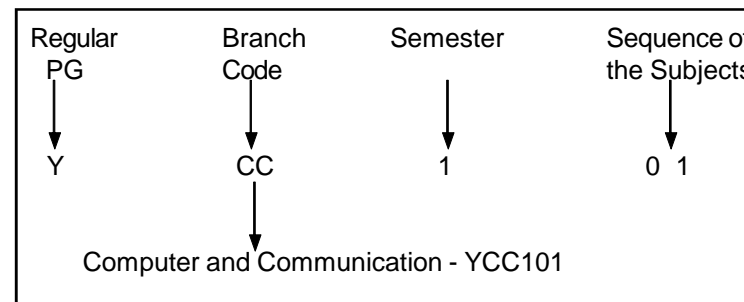 Regular Branch Semester Sequence of
PG Code the Subjects
Y CC 1 0 1
Computer and Communication - YCC101